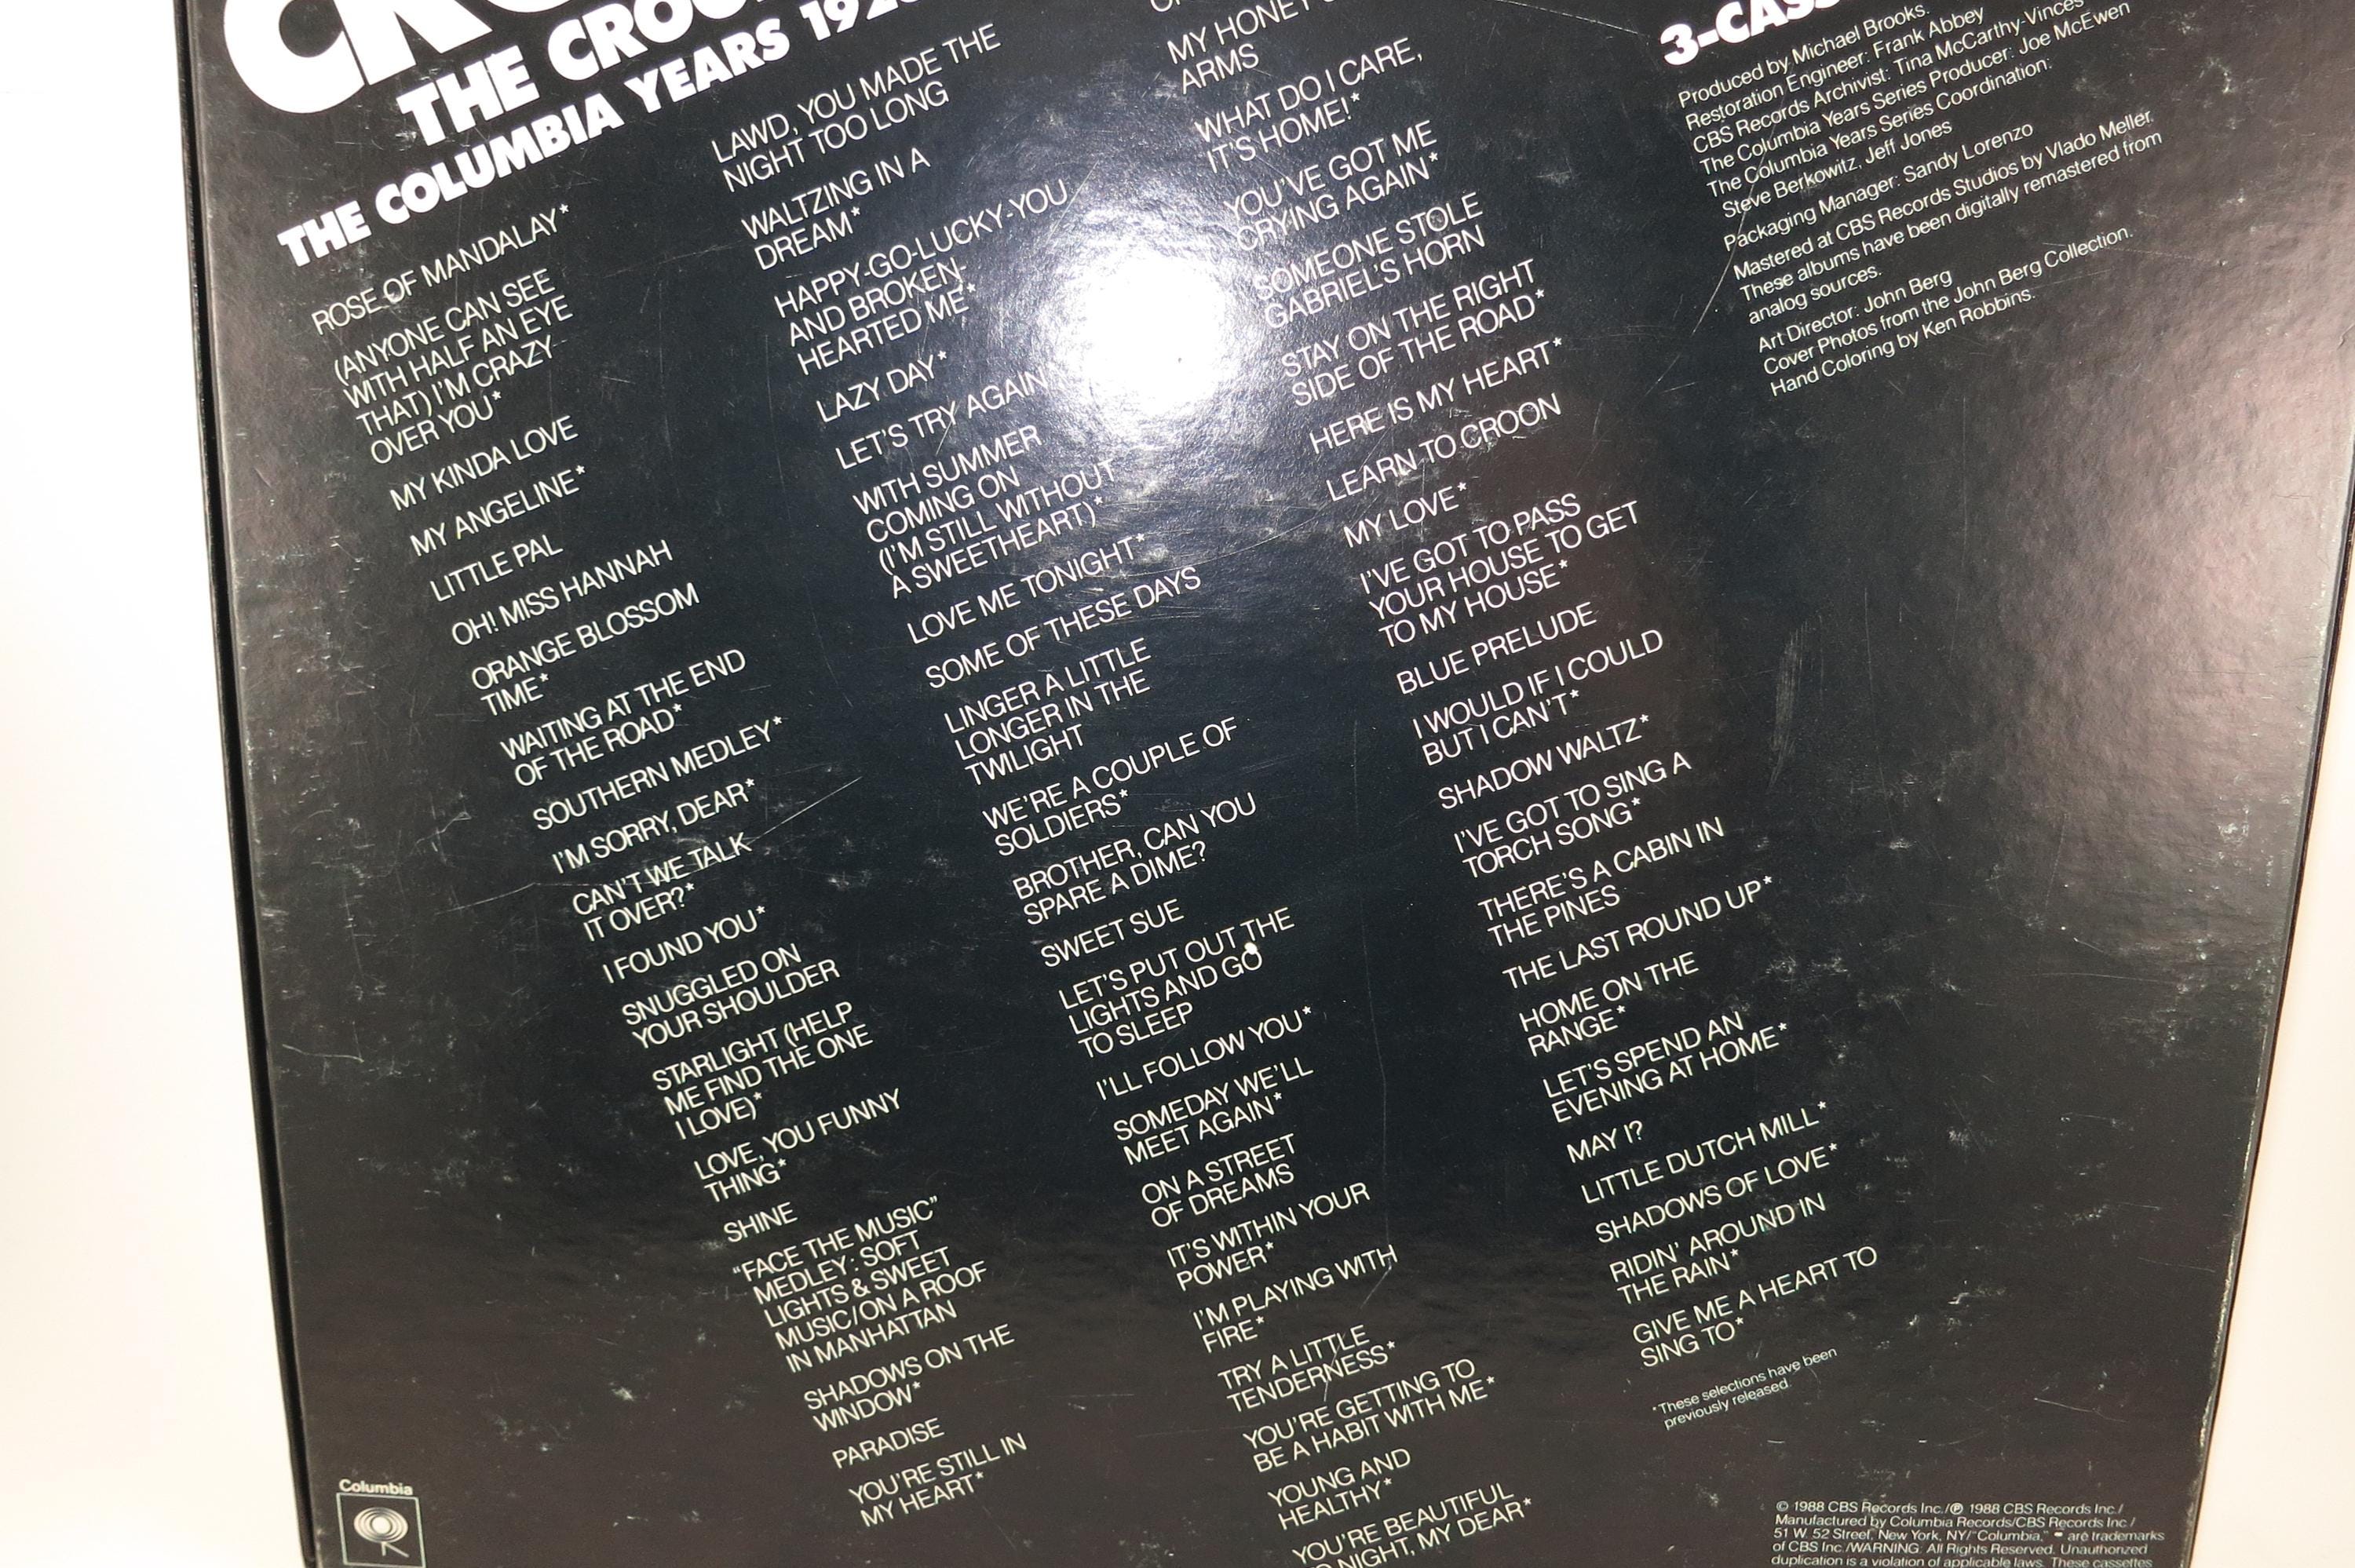 THE
THE COLUMBIA YEARS
ROSE OF MANDALAY*
(ANYONE CAN SEE
WITH HALF AN EYE
THAT) I'M CRAZY
OVER YOU*
MY KINDA LOVE
MY ANGELINE*
LITTLE PAL
OH! MISS HANNAH
ORANGE BLOSSOM
TIME*
WAITING AT THE END
OF THE ROAD*
SOUTHERN MEDLEY*
I'M SORRY, DEAR*
CAN'T WE TALK
IT OVER?*
I FOUND YOU*
SNUGGLED ON
YOUR SHOULDER
STARLIGHT (HELP
ME FIND THE ONE
I LOVE)*
LOVE, YOU FUNNY
THING*
SHINE
"FACE THE MUSIC"
MEDLEY: SOFT
LIGHTS & SWEET
MUSIC/ON A ROOF
IN MANHATTAN
SHADOWS ON THE
WINDOW*
PARADISE
YOU'RE STILL IN
MY HEART*
LAWD, YOU MADE THE
NIGHT TOO LONG
WALTZING IN A
DREAM*
HAPPY-GO-LUCKY-YOU
AND BROKEN-
HEARTED ME*
LAZY DAY*
LET'S TRY AGAIN
WITH SUMMER
COMING ON
(I'M STILL WITHOUT
A SWEETHEART)*
LOVE ME TONIGHT*
SOME OF THESE DAYS
LINGER A LITTLE
LONGER IN THE
TWILIGHT
WE'RE A COUPLE OF
SOLDIERS*
BROTHER, CAN YOU
SPARE A DIME?
SWEET SUE
LET'S PUT OUT THE
LIGHTS AND GO
TO SLEEP
I'LL FOLLOW YOU*
SOMEDAY WE'LL
MEET AGAIN*
ON A STREET
OF DREAMS
IT'S WITHIN YOUR
POWER*
I'M PLAYING WITH
FIRE*
TRY A LITTLE
TENDERNESS*
YOU'RE GETTING TO
BE A HABIT WITH ME*
YOUNG AND
HEALTHY*
YOU'RE BEAUTIFUL
NIGHT, MY DEAR*
MY HONEY'S
ARMS
WHAT DO I CARE,
IT'S HOME!*
YOU'VE GOT ME
CRYING AGAIN*
SOMEONE STOLE
GABRIEL'S HORN
STAY ON THE RIGHT
SIDE OF THE ROAD*
HERE IS MY HEART*
LEARN TO CROON
MY LOVE*
I'VE GOT TO PASS
YOUR HOUSE TO GET
TO MY HOUSE*
BLUE PRELUDE
I WOULD IF I COULD
BUT I CAN'T*
SHADOW WALTZ*
I'VE GOT TO SING A
TORCH SONG*
THERE'S A CABIN IN
THE PINES
THE LAST ROUND UP*
HOME ON THE
RANGE*
LET'S SPEND AN
EVENING AT HOME*
MAY I?
LITTLE DUTCH MILL*
SHADOWS OF LOVE*
RIDIN' AROUND IN
THE RAIN*
GIVE ME A HEART TO
SING TO*
*These selections have been
previously released.
Produced by Michael Brooks.
Restoration Engineer: Frank Abbey
CBS Records Archivist: Tina McCarthy-Vinces
The Columbia Years Series Producer: Joe McEwen
The Columbia Years Series Coordination:
Steve Berkowitz, Jeff Jones
Packaging Manager: Sandy Lorenzo
Mastered at CBS Records Studios by Vlado Meller.
These albums have been digitally remastered from
analog sources.
Art Director: John Berg
Cover Photos from the John Berg Collection.
Hand Coloring by Ken Robbins.
Columbia
© 1988 CBS Records Inc./℗ 1988 CBS Records Inc./
Manufactured by Columbia Records/CBS Records Inc./
51 W. 52 Street, New York, NY/"Columbia," are trademarks
of CBS Inc./WARNING: All Rights Reserved. Unauthorized
duplication is a violation of applicable laws. These cassettes